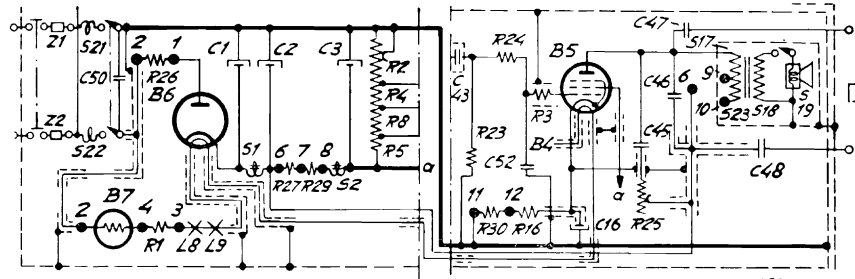 Z1
S21
2
1
C1
C2
C3
C50
R26
B6
R2
R4
R8
R5
Z2
S22
S1
6
7
8
R27
R29
S2
a
B7
2
4
3
R1
L8
L9
C47
R24
B5
S17
C
43
R3
C46
6
9
10
S23
S18
S
19
R23
B4
C52
C45
C48
11
12
R30
R16
C16
a
R25